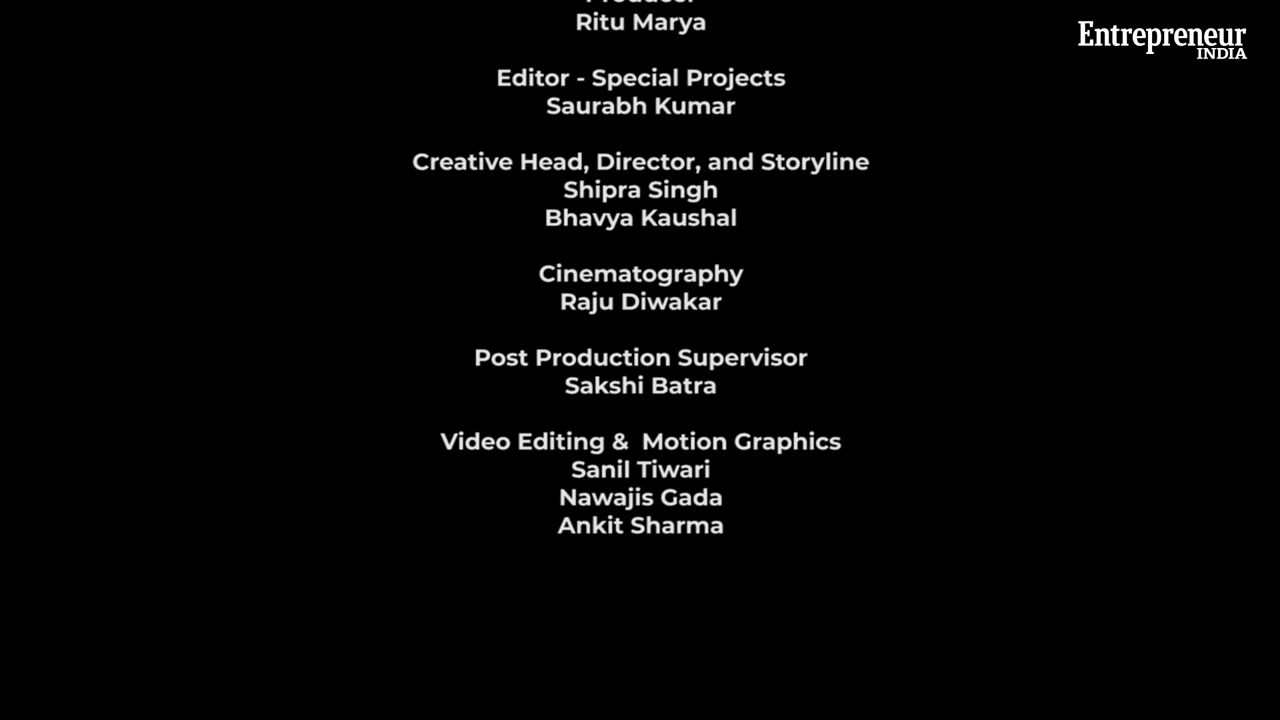 Producer
Ritu Marya
Entrepreneur
INDIA
Editor - Special Projects
Saurabh Kumar
Creative Head, Director, and Storyline
Shipra Singh
Bhavya Kaushal
Cinematography
Raju Diwakar
Post Production Supervisor
Sakshi Batra
Video Editing &  Motion Graphics
Sanil Tiwari
Nawajis Gada
Ankit Sharma